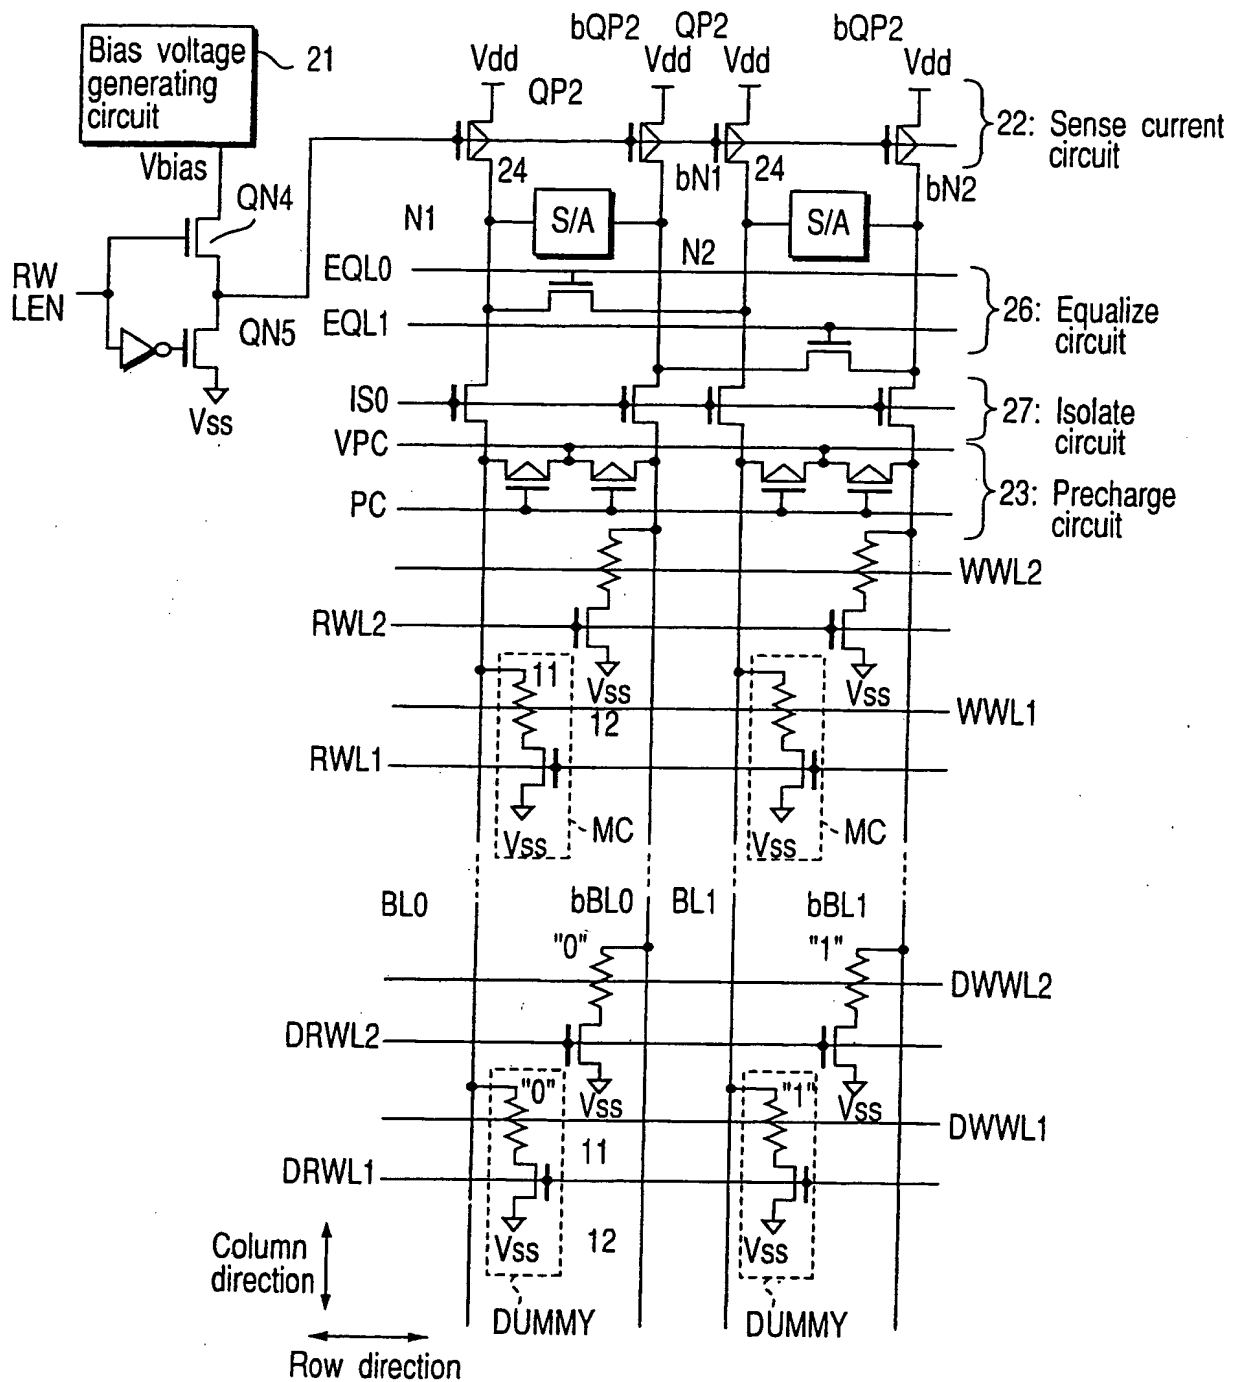 bQP2 QP2 bQP2
Bias voltage
generating
circuit
21
Vdd Vdd Vdd Vdd
QP2
22: Sense current
circuit
Vbias
24 bN1 24 bN2
QN4
N1 S/A N2 S/A
RW
LEN
EQL0
26: Equalize
circuit
EQL1
QN5
Vss
IS0
27: Isolate
circuit
VPC
23: Precharge
circuit
PC
WWL2
RWL2
Vss Vss
11
12
WWL1
RWL1
Vss MC Vss MC
BL0 bBL0 BL1 bBL1
"0" "1"
DWWL2
DRWL2
Vss Vss
"0" "1"
DWWL1
11
DRWL1
12
Vss Vss
Column
direction
DUMMY DUMMY
Row direction